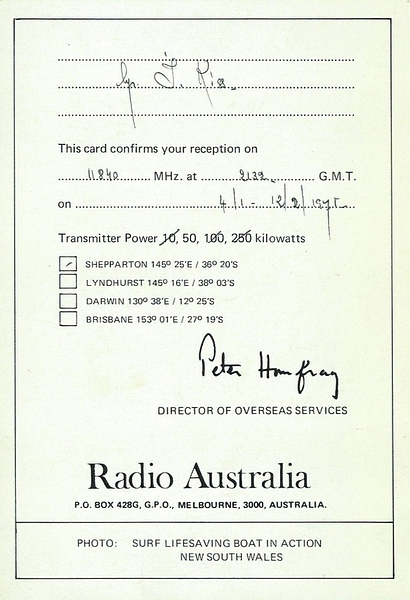 This card confirms your reception on
11840 MHz. at 2132 G.M.T.
on 4/1 - 12/2/1975
Transmitter Power 10, 50, 100, 250 kilowatts
SHEPPARTON 145º 25'E / 36º 20'S
LYNDHURST 145º 16'E / 38º 03'S
DARWIN 130º 38'E / 12º 25'S
BRISBANE 153º 01'E / 27º 19'S
Peter Homfray
DIRECTOR OF OVERSEAS SERVICES
Radio Australia
P.O. BOX 428G, G.P.O., MELBOURNE, 3000, AUSTRALIA.
PHOTO: SURF LIFESAVING BOAT IN ACTION
NEW SOUTH WALES